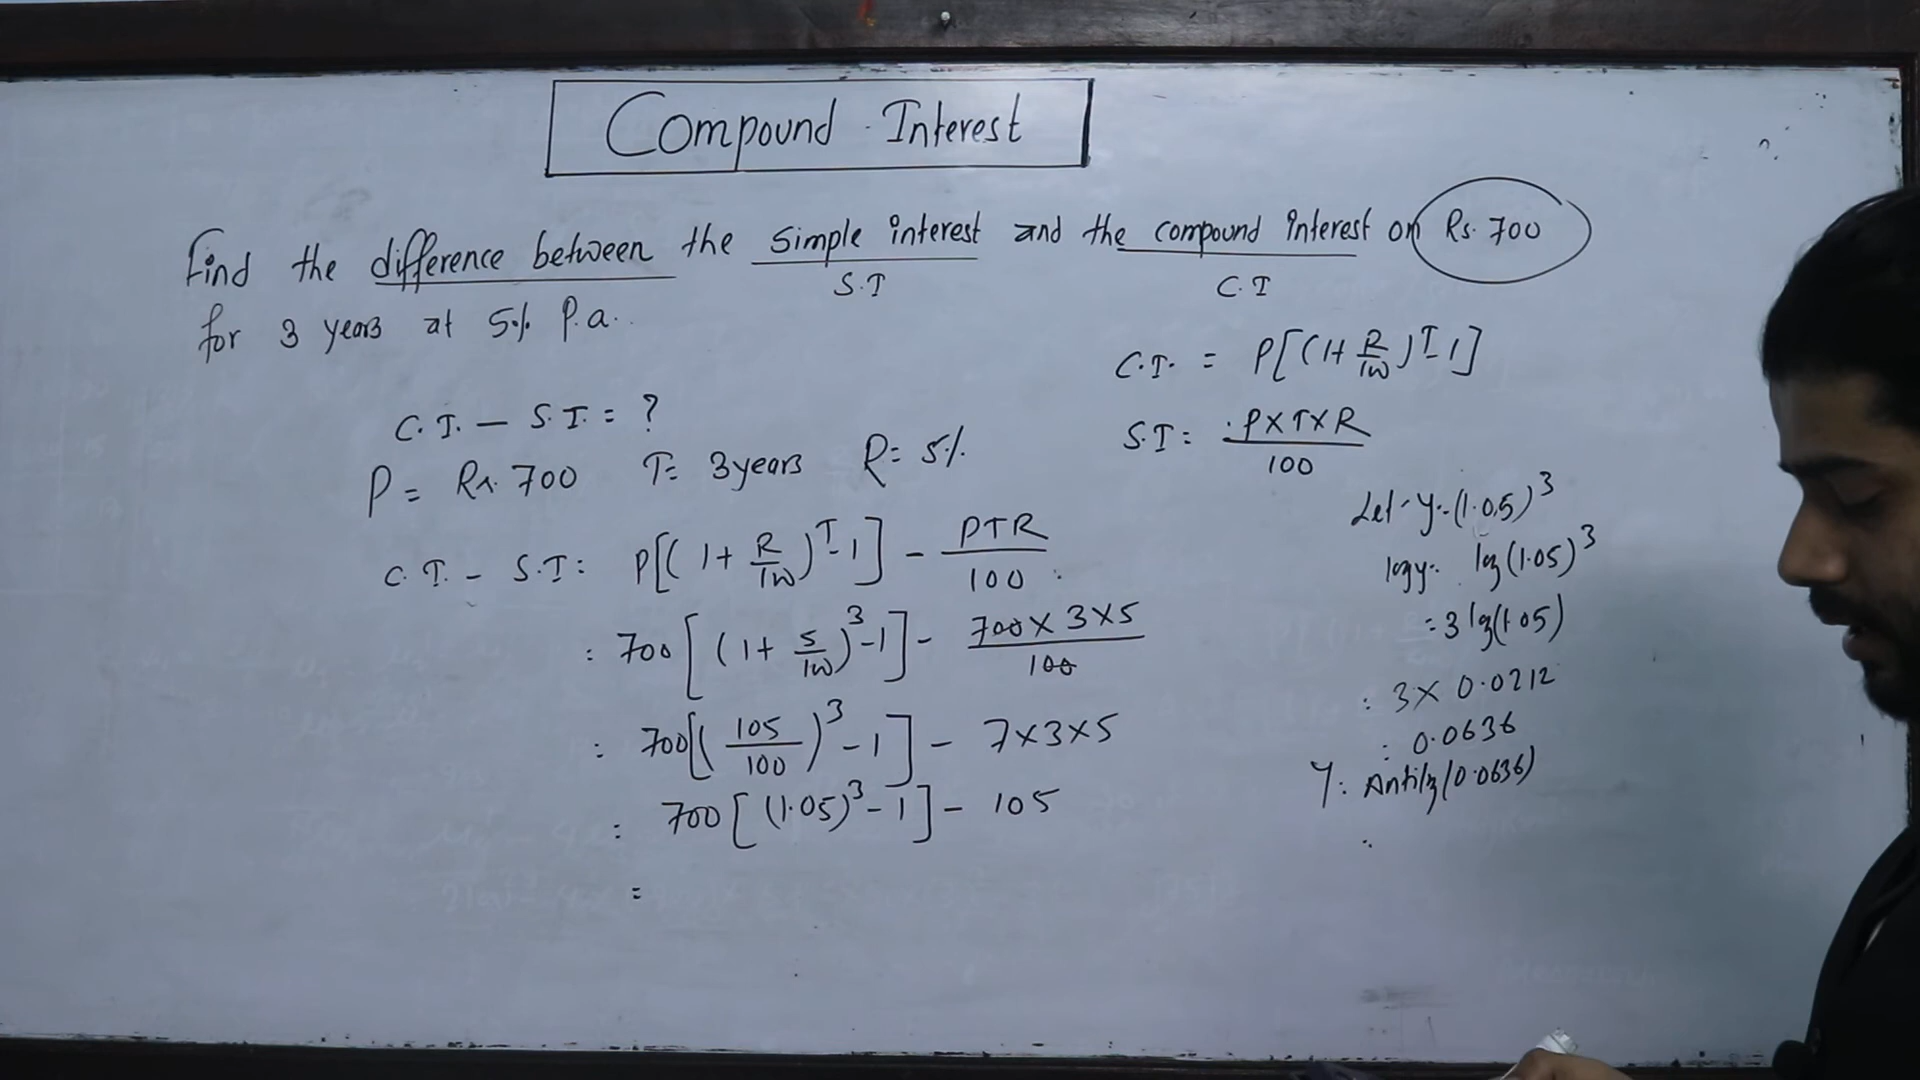 Compound Interest
Find the difference between the simple interest and the compound interest on Rs. 700
S.I C.I
for 3 years at 5% P.a.
C.I. = P[(1+R/100)^T-1]
C.I. - S.I. = ?
S.I = P×T×R/100
P = Rs. 700 T= 3years R= 5%
C.I. - S.I = P[(1+R/100)^T-1] - PTR/100
= 700[(1+5/100)^3-1] - 700×3×5/100
= 700[(105/100)^3-1] - 7×3×5
= 700[(1.05)^3-1] - 105
=
Let y=(1.05)^3
logy= log(1.05)^3
=3log(1.05)
= 3×0.0212
= 0.0636
Y= Antilog(0.0636)